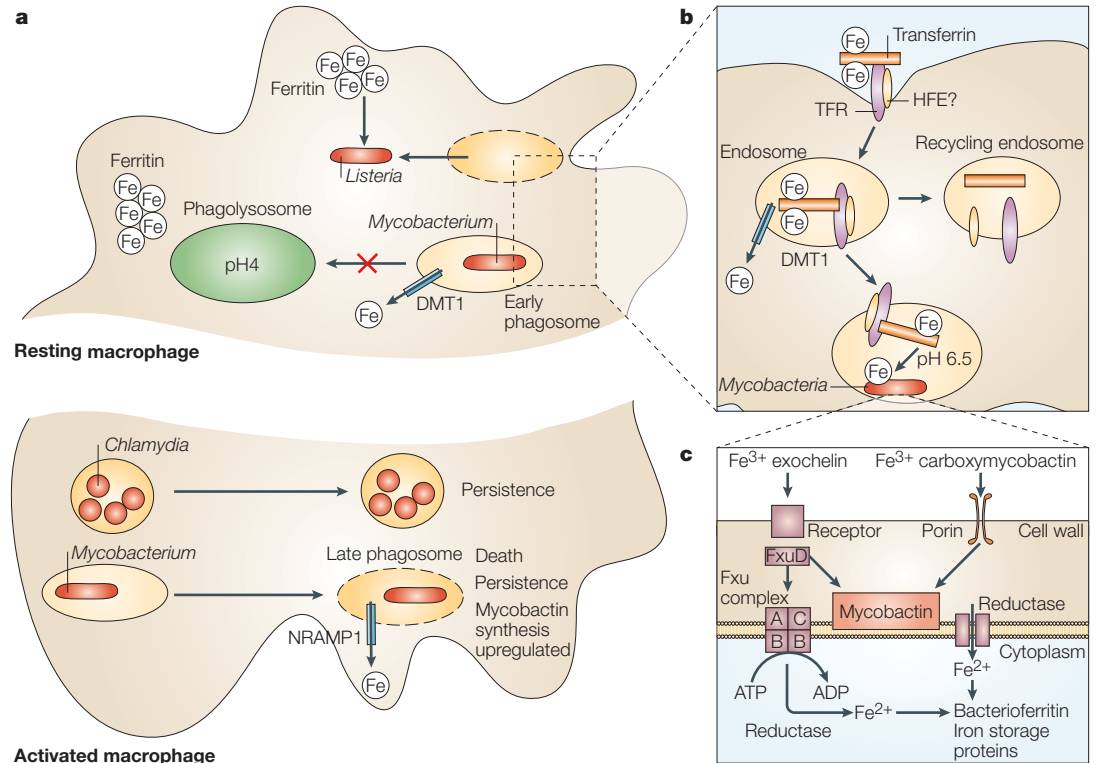 a
Fe
Fe
Fe
Fe
Ferritin
Listeria
Ferritin
Fe
Fe
Fe
Fe
Fe
Phagolysosome
pH4
Mycobacterium
DMT1
Fe
Early
phagosome
Resting macrophage
Chlamydia
Persistence
Mycobacterium
Late phagosome
Death
Persistence
Mycobactin
synthesis
upregulated
NRAMP1
Fe
Activated macrophage
b
Fe
Transferrin
Fe
TFR
HFE?
Endosome
Recycling endosome
Fe
Fe
DMT1
Fe
Fe
pH 6.5
Fe
Mycobacteria
c
Fe3+ exochelin
Fe3+ carboxymycobactin
Receptor
Porin
Cell wall
FxuD
Fxu
complex
Mycobactin
Reductase
A C
B B
Cytoplasm
Fe2+
ATP
ADP
Reductase
Fe2+
Bacterioferritin
Iron storage
proteins